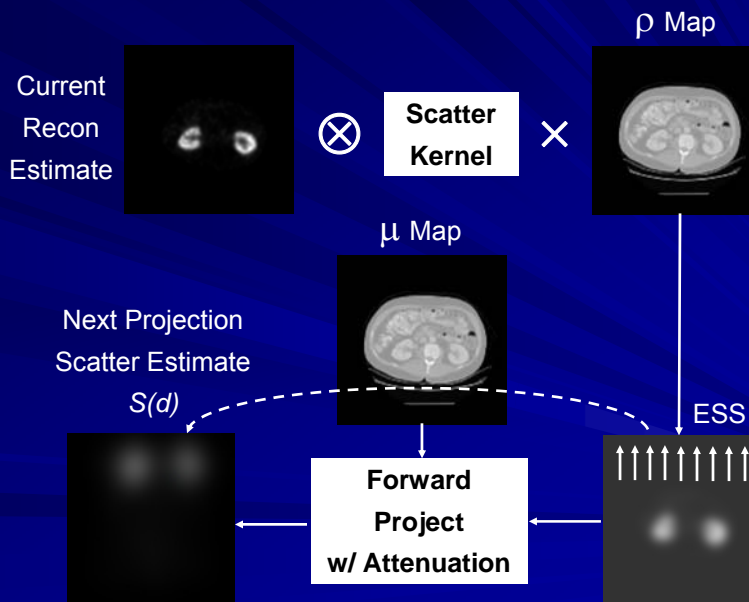 ρ Map
Current
Recon
Estimate
⊗
Scatter
Kernel
×
μ Map
Next Projection
Scatter Estimate
S(d)
ESS
Forward
Project
w/ Attenuation